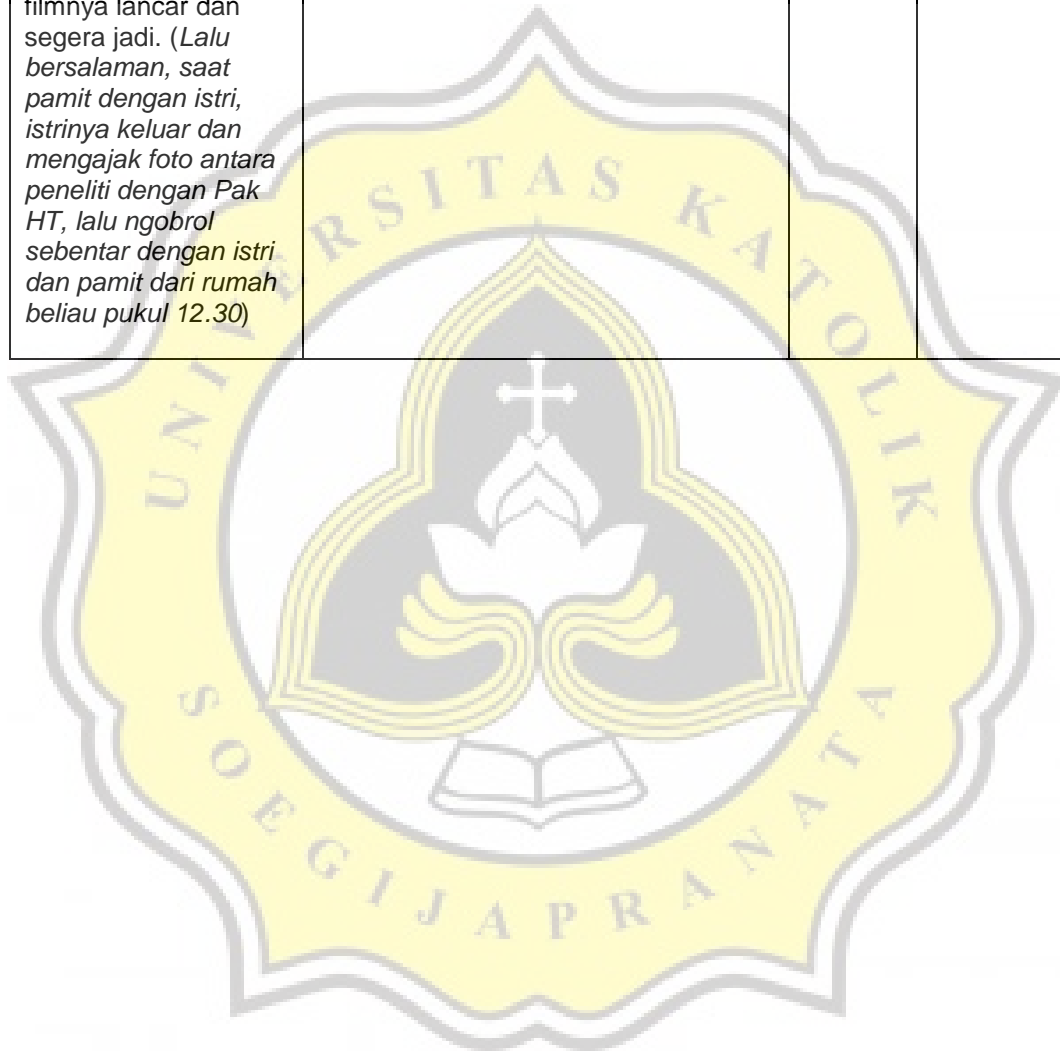 filmnya lancar dan
segera jadi. (Lalu
bersalaman, saat
pamit dengan istri,
istrinya keluar dan
mengajak foto antara
peneliti dengan Pak
HT, lalu ngobrol
sebentar dengan istri
dan pamit dari rumah
beliau pukul 12.30)
UNIVERSITAS KATOLIK
SOEGIJAPRANATA